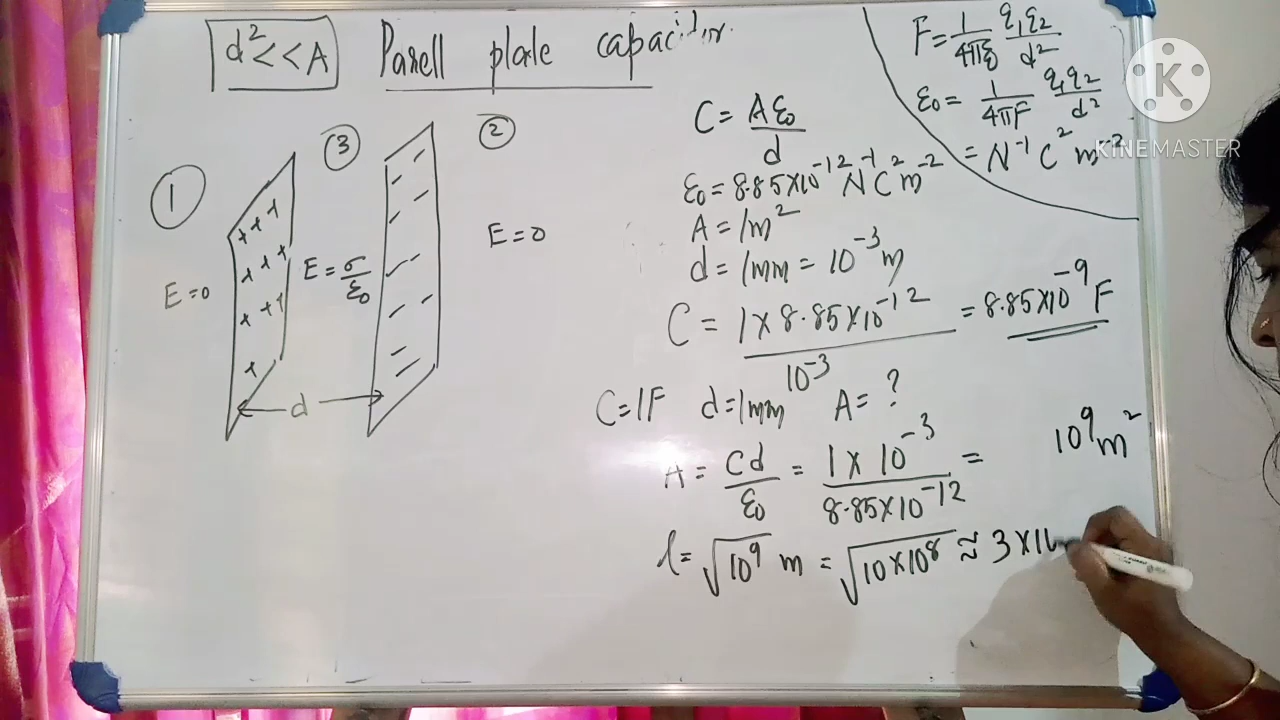 d² << A Parell plate capacitor.
① ③ ②
E=0 E = σ/ε₀ E=0
d
F = 1/4πε₀ q₁q₂/d²
ε₀ = 1/4πF q₁q₂/d²
= N⁻¹ C² m⁻²
K
KINEMASTER
C = Aε₀/d
ε₀ = 8.85×10⁻¹² N⁻¹C²m⁻²
A = 1m²
d = 1mm = 10⁻³ m
C = 1 × 8.85×10⁻¹²/10⁻³ = 8.85×10⁻⁹ F
C=1F d=1mm A= ?
A = Cd/ε₀ = 1 × 10⁻³/8.85×10⁻¹² = 10⁹ m²
l = √10⁹ m = √10×10⁸ ≈ 3×10